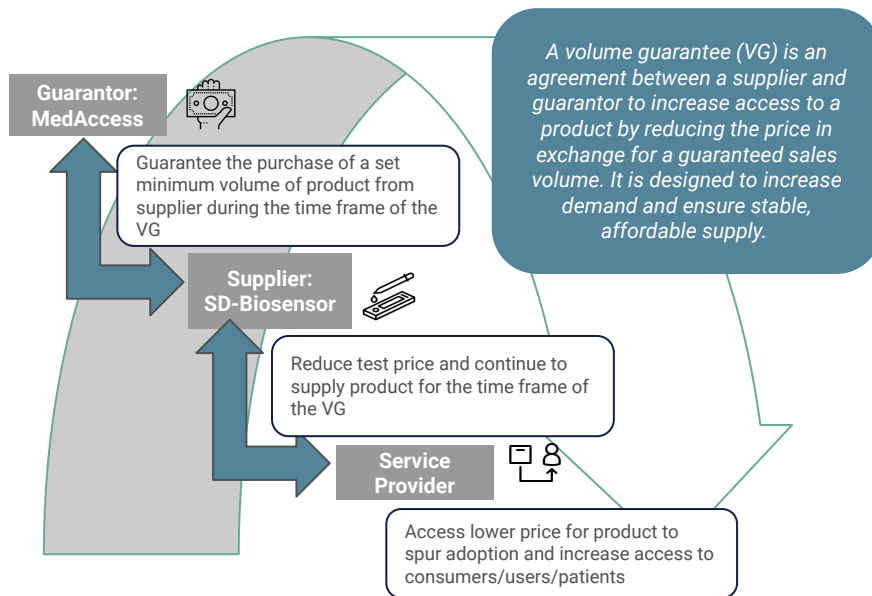 Guarantor:
MedAccess
Guarantee the purchase of a set
minimum volume of product from
supplier during the time frame of the
VG
Supplier:
SD-Biosensor
Reduce test price and continue to
supply product for the time frame of
the VG
Service
Provider
Access lower price for product to
spur adoption and increase access to
consumers/users/patients
A volume guarantee (VG) is an
agreement between a supplier and
guarantor to increase access to a
product by reducing the price in
exchange for a guaranteed sales
volume. It is designed to increase
demand and ensure stable,
affordable supply.